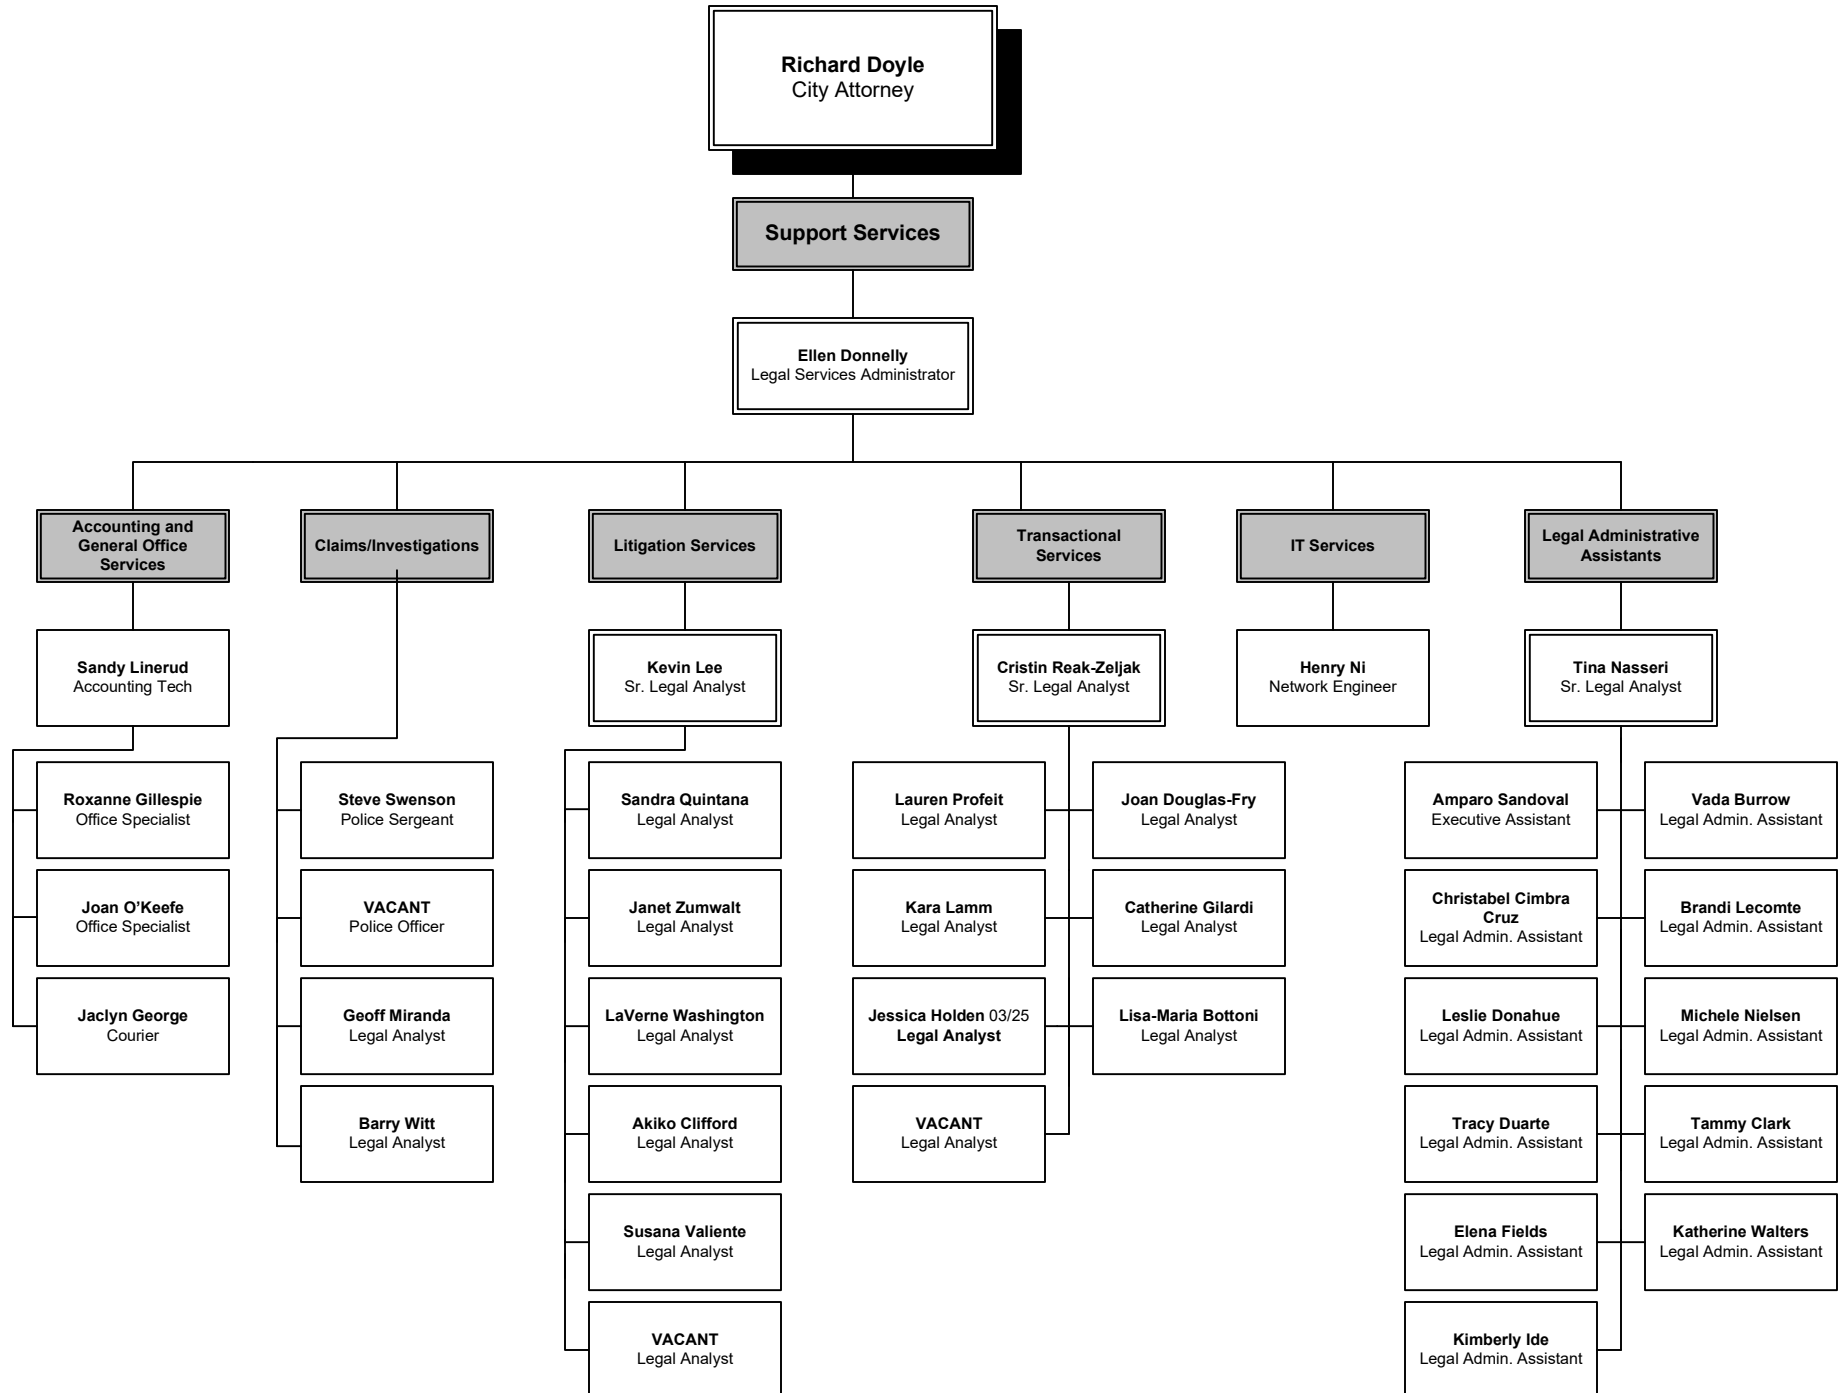 Richard Doyle
City Attorney
Support Services
Ellen Donnelly
Legal Services Administrator
Accounting and
General Office
Services
Claims/Investigations
Litigation Services
Transactional
Services
IT Services
Legal Administrative
Assistants
Sandy Linerud
Accounting Tech
Kevin Lee
Sr. Legal Analyst
Cristin Reak-Zeljak
Sr. Legal Analyst
Henry Ni
Network Engineer
Tina Nasseri
Sr. Legal Analyst
Roxanne Gillespie
Office Specialist
Joan O’Keefe
Office Specialist
Jaclyn George
Courier
Steve Swenson
Police Sergeant
VACANT
Police Officer
Geoff Miranda
Legal Analyst
Barry Witt
Legal Analyst
Sandra Quintana
Legal Analyst
Janet Zumwalt
Legal Analyst
LaVerne Washington
Legal Analyst
Akiko Clifford
Legal Analyst
Susana Valiente
Legal Analyst
VACANT
Legal Analyst
Lauren Profeit
Legal Analyst
Kara Lamm
Legal Analyst
Jessica Holden 03/25
Legal Analyst
VACANT
Legal Analyst
Joan Douglas-Fry
Legal Analyst
Catherine Gilardi
Legal Analyst
Lisa-Maria Bottoni
Legal Analyst
Amparo Sandoval
Executive Assistant
Christabel Cimbra
Cruz
Legal Admin. Assistant
Leslie Donahue
Legal Admin. Assistant
Tracy Duarte
Legal Admin. Assistant
Elena Fields
Legal Admin. Assistant
Kimberly Ide
Legal Admin. Assistant
Vada Burrow
Legal Admin. Assistant
Brandi Lecomte
Legal Admin. Assistant
Michele Nielsen
Legal Admin. Assistant
Tammy Clark
Legal Admin. Assistant
Katherine Walters
Legal Admin. Assistant